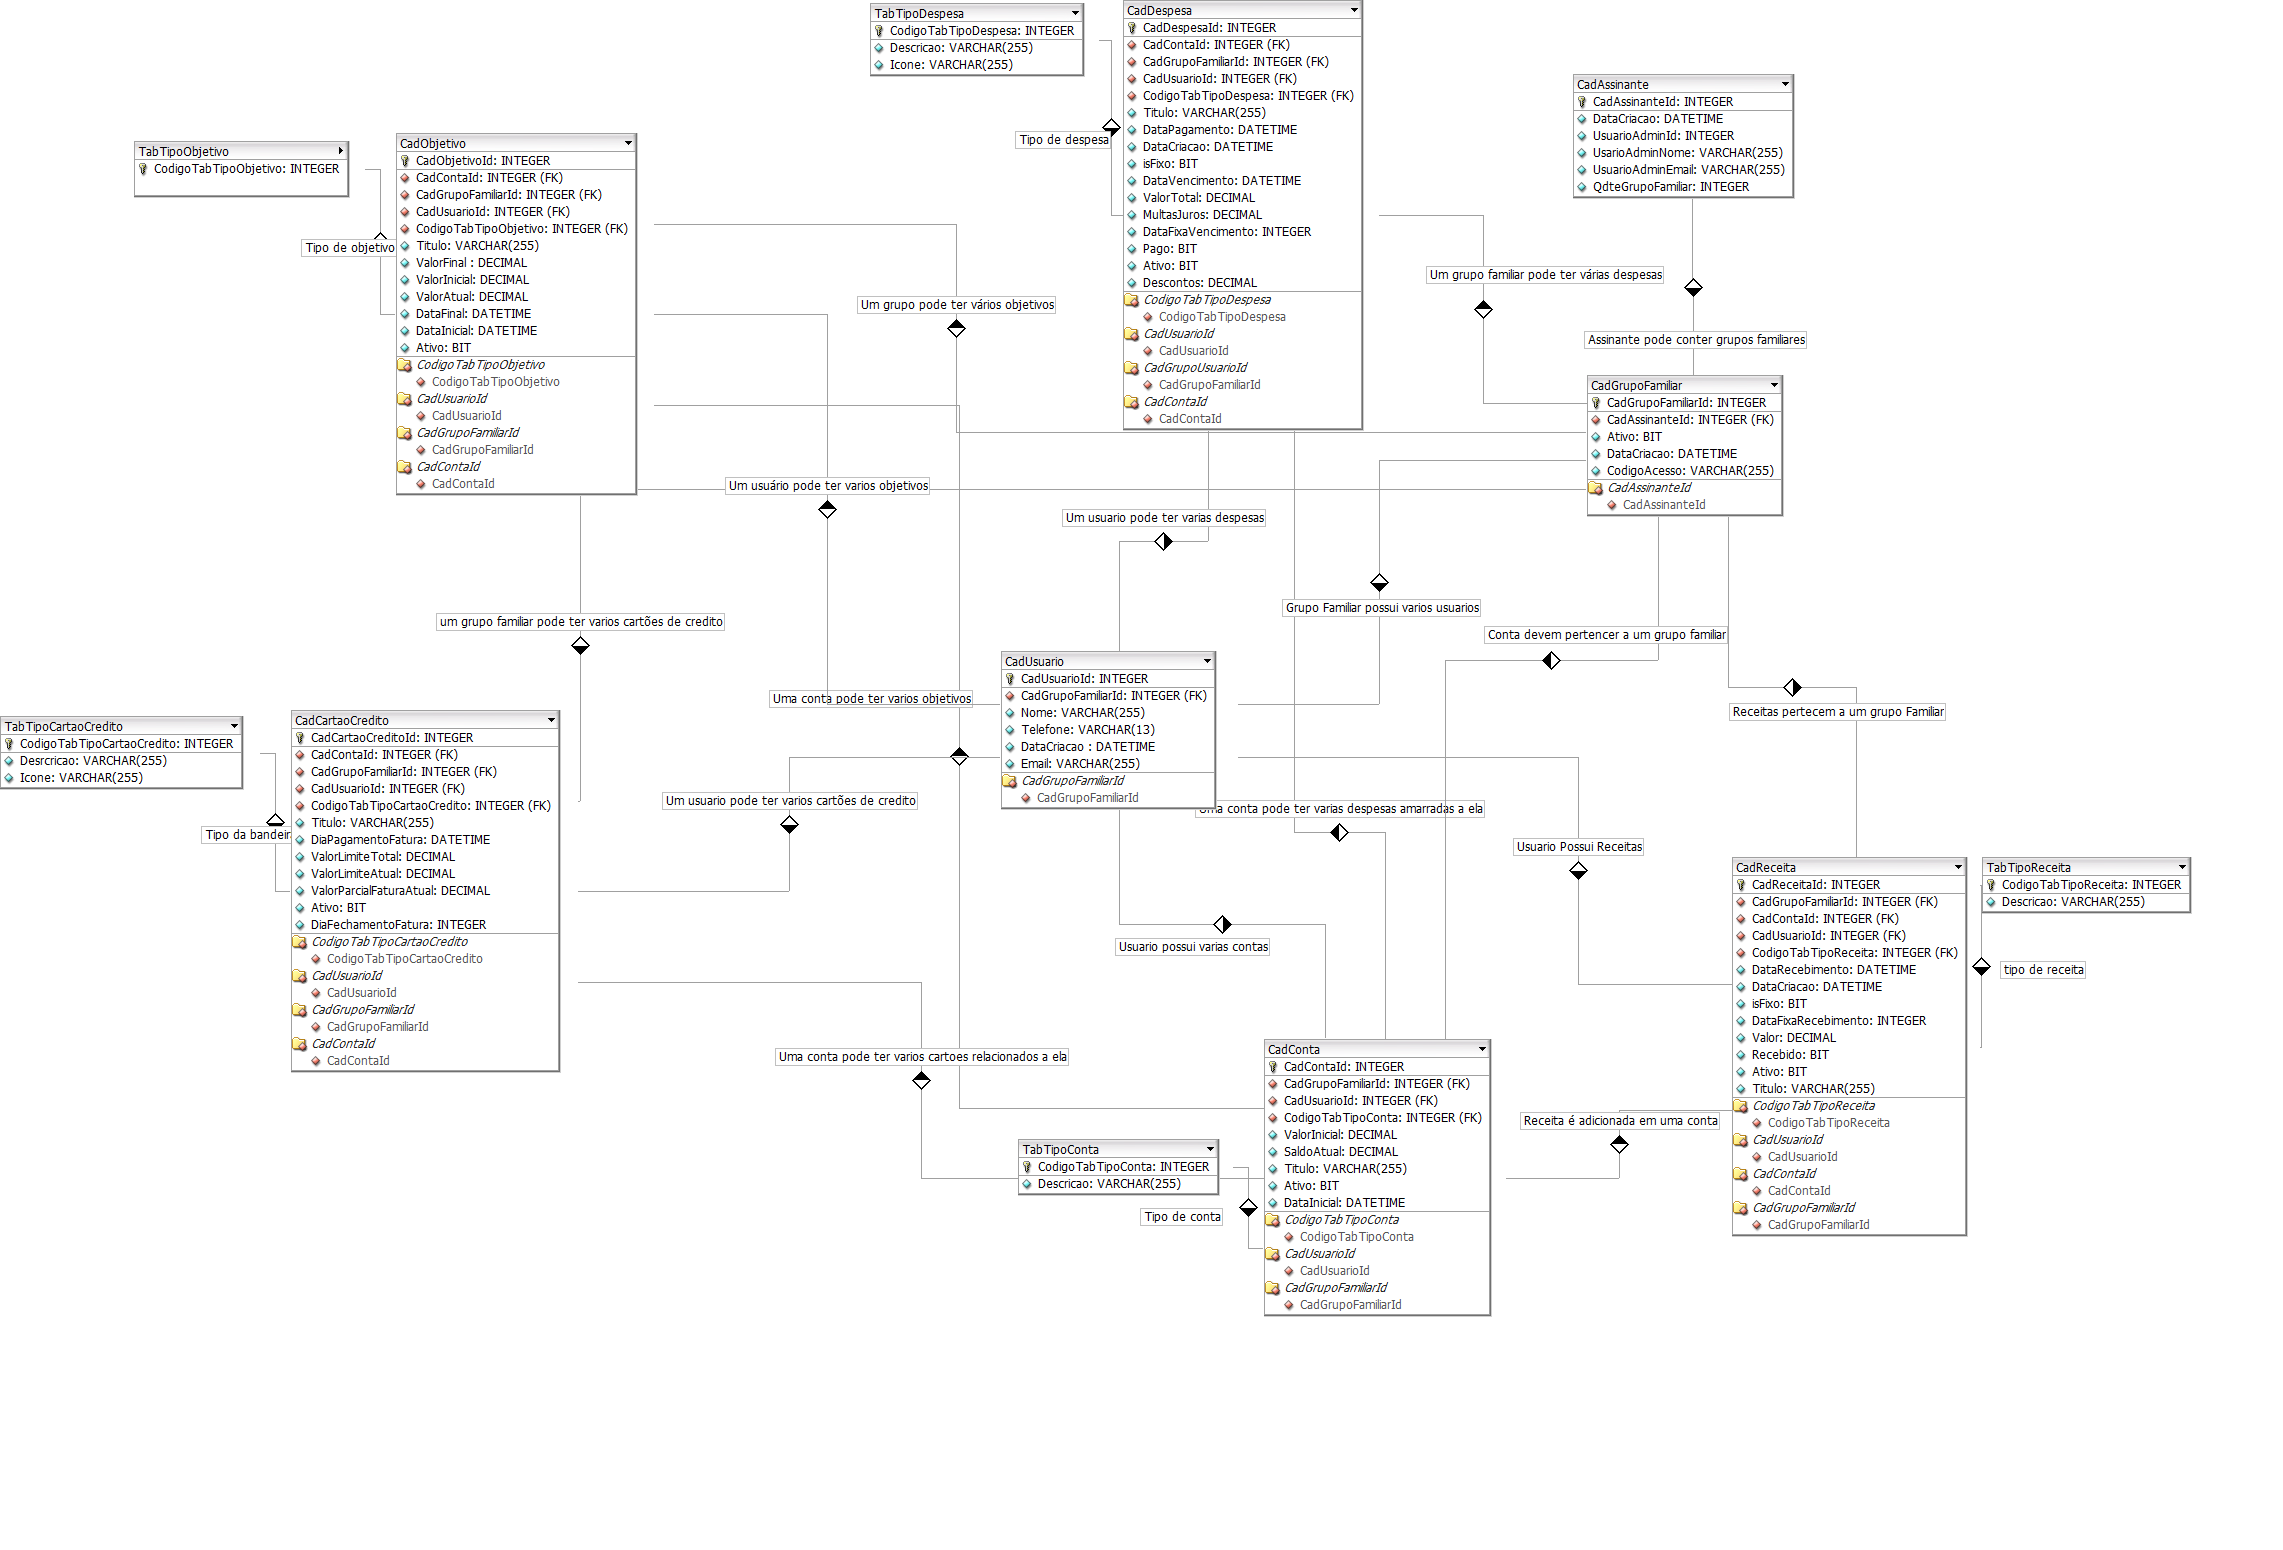 TabTipoDespesa
CodigoTabTipoDespesa: INTEGER
Descricao: VARCHAR(255)
Icone: VARCHAR(255)
CadDespesa
CadDespesaId: INTEGER
CadContaId: INTEGER (FK)
CadGrupoFamiliarId: INTEGER (FK)
CadUsuarioId: INTEGER (FK)
CodigoTabTipoDespesa: INTEGER (FK)
Titulo: VARCHAR(255)
DataPagamento: DATETIME
DataCriacao: DATETIME
isFixo: BIT
DataVencimento: DATETIME
ValorTotal: DECIMAL
MultasJuros: DECIMAL
DataFixaVencimento: INTEGER
Pago: BIT
Ativo: BIT
Descontos: DECIMAL
CodigoTabTipoDespesa
CodigoTabTipoDespesa
CadUsuarioId
CadUsuarioId
CadGrupoUsuarioId
CadGrupoFamiliarId
CadContaId
CadContaId
Tipo de despesa
CadAssinante
CadAssinanteId: INTEGER
DataCriacao: DATETIME
UsuarioAdminId: INTEGER
UsarioAdminNome: VARCHAR(255)
UsuarioAdminEmail: VARCHAR(255)
QdteGrupoFamiliar: INTEGER
TabTipoObjetivo
CodigoTabTipoObjetivo: INTEGER
Tipo de objetivo
CadObjetivo
CadObjetivoId: INTEGER
CadContaId: INTEGER (FK)
CadGrupoFamiliarId: INTEGER (FK)
CadUsuarioId: INTEGER (FK)
CodigoTabTipoObjetivo: INTEGER (FK)
Titulo: VARCHAR(255)
ValorFinal : DECIMAL
ValorInicial: DECIMAL
ValorAtual: DECIMAL
DataFinal: DATETIME
DataInicial: DATETIME
Ativo: BIT
CodigoTabTipoObjetivo
CodigoTabTipoObjetivo
CadUsuarioId
CadUsuarioId
CadGrupoFamiliarId
CadGrupoFamiliarId
CadContaId
CadContaId
Um grupo pode ter vários objetivos
Um grupo familiar pode ter várias despesas
Assinante pode conter grupos familiares
CadGrupoFamiliar
CadGrupoFamiliarId: INTEGER
CadAssinanteId: INTEGER (FK)
Ativo: BIT
DataCriacao: DATETIME
CodigoAcesso: VARCHAR(255)
CadAssinanteId
CadAssinanteId
Um usuário pode ter varios objetivos
Um usuario pode ter varias despesas
Grupo Familiar possui varios usuarios
um grupo familiar pode ter varios cartões de credito
Conta devem pertencer a um grupo familiar
Uma conta pode ter varios objetivos
Receitas pertecem a um grupo Familiar
CadUsuario
CadUsuarioId: INTEGER
CadGrupoFamiliarId: INTEGER (FK)
Nome: VARCHAR(255)
Telefone: VARCHAR(13)
DataCriacao : DATETIME
Email: VARCHAR(255)
CadGrupoFamiliarId
CadGrupoFamiliarId
TabTipoCartaoCredito
CodigoTabTipoCartaoCredito: INTEGER
Desrcricao: VARCHAR(255)
Icone: VARCHAR(255)
Tipo da bandeira
CadCartaoCredito
CadCartaoCreditoId: INTEGER
CadContaId: INTEGER (FK)
CadGrupoFamiliarId: INTEGER (FK)
CadUsuarioId: INTEGER (FK)
CodigoTabTipoCartaoCredito: INTEGER (FK)
Titulo: VARCHAR(255)
DiaPagamentoFatura: DATETIME
ValorLimiteTotal: DECIMAL
ValorLimiteAtual: DECIMAL
ValorParcialFaturaAtual: DECIMAL
Ativo: BIT
DiaFechamentoFatura: INTEGER
CodigoTabTipoCartaoCredito
CodigoTabTipoCartaoCredito
CadUsuarioId
CadUsuarioId
CadGrupoFamiliarId
CadGrupoFamiliarId
CadContaId
CadContaId
Um usuario pode ter varios cartões de credito
Uma conta pode ter varias despesas amarradas a ela
Usuario Possui Receitas
Usuario possui varias contas
CadReceita
CadReceitaId: INTEGER
CadGrupoFamiliarId: INTEGER (FK)
CadContaId: INTEGER (FK)
CadUsuarioId: INTEGER (FK)
CodigoTabTipoReceita: INTEGER (FK)
DataRecebimento: DATETIME
DataCriacao: DATETIME
isFixo: BIT
DataFixaRecebimento: INTEGER
Valor: DECIMAL
Recebido: BIT
Ativo: BIT
Titulo: VARCHAR(255)
CodigoTabTipoReceita
CodigoTabTipoReceita
CadUsuarioId
CadUsuarioId
CadContaId
CadContaId
CadGrupoFamiliarId
CadGrupoFamiliarId
TabTipoReceita
CodigoTabTipoReceita: INTEGER
Descricao: VARCHAR(255)
tipo de receita
Uma conta pode ter varios cartoes relacionados a ela
CadConta
CadContaId: INTEGER
CadGrupoFamiliarId: INTEGER (FK)
CadUsuarioId: INTEGER (FK)
CodigoTabTipoConta: INTEGER (FK)
ValorInicial: DECIMAL
SaldoAtual: DECIMAL
Titulo: VARCHAR(255)
Ativo: BIT
DataInicial: DATETIME
CodigoTabTipoConta
CodigoTabTipoConta
CadUsuarioId
CadUsuarioId
CadGrupoFamiliarId
CadGrupoFamiliarId
Receita é adicionada em uma conta
TabTipoConta
CodigoTabTipoConta: INTEGER
Descricao: VARCHAR(255)
Tipo de conta